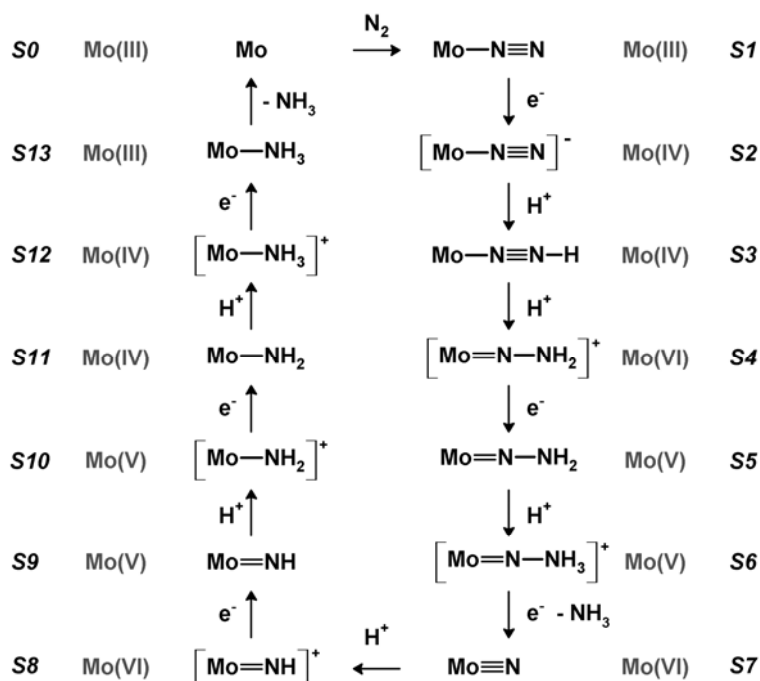 N2
S0 Mo(III) Mo Mo—N≡N Mo(III) S1
- NH3 e-
S13 Mo(III) Mo—NH3 [Mo—N≡N]- Mo(IV) S2
e- H+
S12 Mo(IV) [Mo—NH3]+ Mo—N≡N—H Mo(IV) S3
H+ H+
S11 Mo(IV) Mo—NH2 [Mo=N—NH2]+ Mo(VI) S4
e- e-
S10 Mo(V) [Mo—NH2]+ Mo=N—NH2 Mo(V) S5
H+ H+
S9 Mo(V) Mo=NH [Mo=N—NH3]+ Mo(V) S6
e- e- - NH3
H+
S8 Mo(VI) [Mo=NH]+ Mo≡N Mo(VI) S7